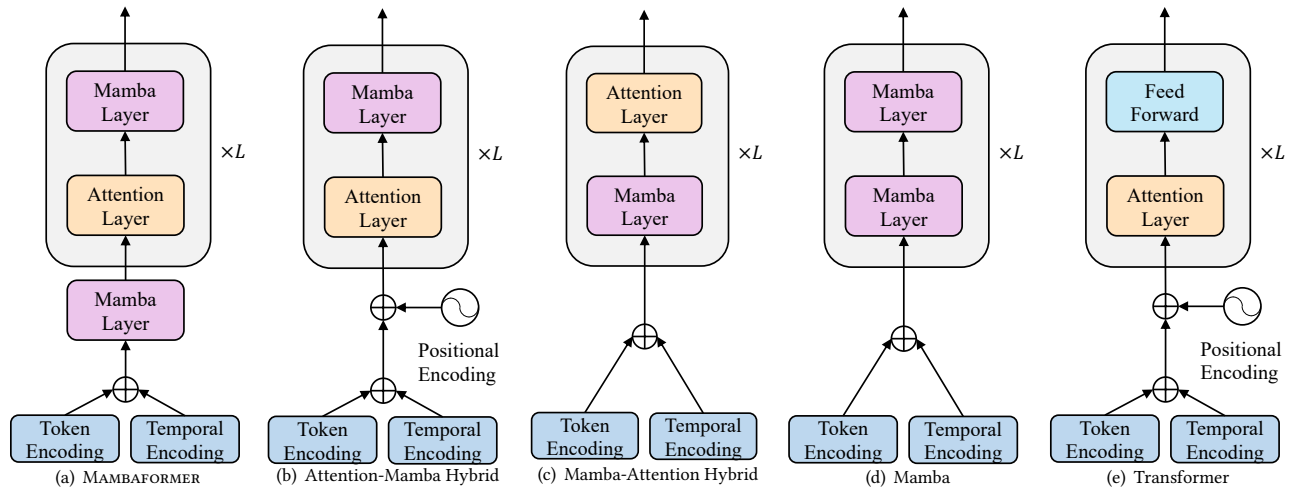 Mamba
Layer
Attention
Layer
×L
Mamba
Layer
Token
Encoding
Temporal
Encoding
(a) MAMBAFORMER
Mamba
Layer
Attention
Layer
×L
Positional
Encoding
Token
Encoding
Temporal
Encoding
(b) Attention-Mamba Hybrid
Attention
Layer
Mamba
Layer
×L
Token
Encoding
Temporal
Encoding
(c) Mamba-Attention Hybrid
Mamba
Layer
Mamba
Layer
×L
Token
Encoding
Temporal
Encoding
(d) Mamba
Feed
Forward
Attention
Layer
×L
Positional
Encoding
Token
Encoding
Temporal
Encoding
(e) Transformer